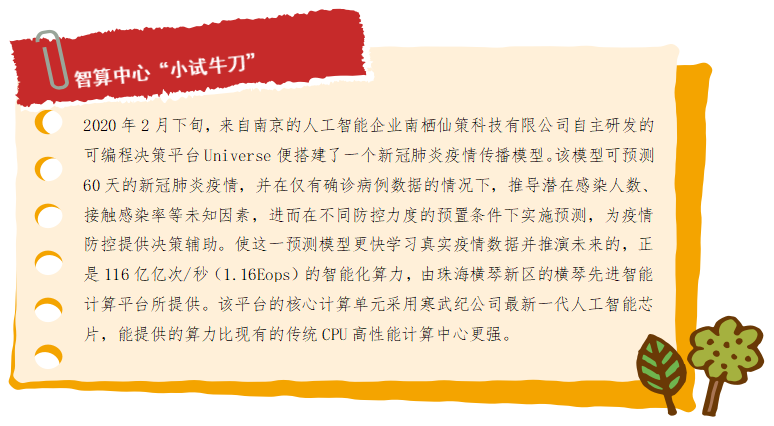 智算中心“小试牛刀”
2020 年 2 月下旬，来自南京的人工智能企业南栖仙策科技有限公司自主研发的
可编程决策平台 Universe 便搭建了一个新冠肺炎疫情传播模型。该模型可预测
60 天的新冠肺炎疫情，并在仅有确诊病例数据的情况下，推导潜在感染人数、
接触感染率等未知因素，进而在不同防控力度的预置条件下实施预测，为疫情
防控提供决策辅助。使这一预测模型更快学习真实疫情数据并推演未来的，正
是 116 亿亿次/秒（1.16Eops）的智能化算力，由珠海横琴新区的横琴先进智能
计算平台所提供。该平台的核心计算单元采用寒武纪公司最新一代人工智能芯
片，能提供的算力比现有的传统 CPU 高性能计算中心更强。